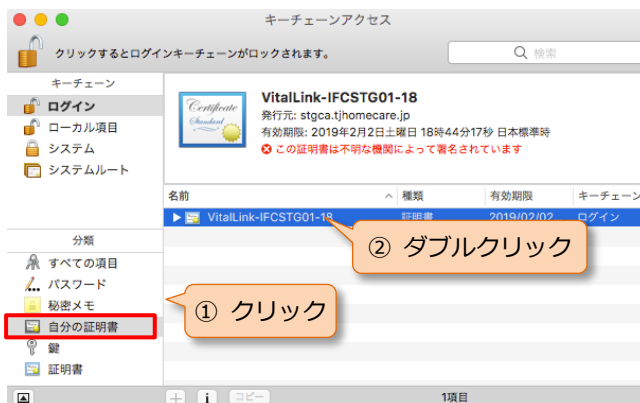 キーチェーンアクセス
クリックするとログインキーチェーンがロックされます。
検索
キーチェーン
ログイン
ローカル項目
システム
システムルート
Certificate
Standard
VitalLink-IFCSTG01-18
発行元: stgca.tjhomecare.jp
有効期限: 2019年2月2日土曜日 18時44分17秒 日本標準時
この証明書は不明な機関によって署名されています
名前 種類 有効期限 キーチェーン
VitalLink-IFCSTG01-18 証明書 2019/02/02 ログイン
② ダブルクリック
分類
すべての項目
パスワード
秘密メモ
自分の証明書
鍵
証明書
① クリック
+ i コピー 1項目